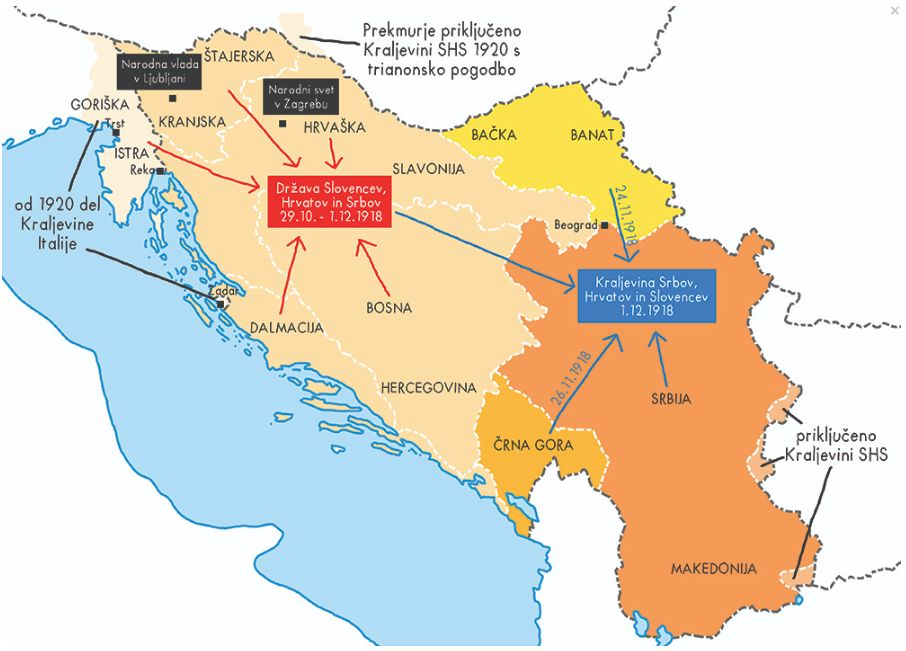 Prekmurje priključeno
Kraljevini SHS 1920 s
trianonsko pogodbo
ŠTAJERSKA
Narodna vlada
v Ljubljani
Narodni svet
v Zagrebu
GORIŠKA
Trst
KRANJSKA
HRVAŠKA
BAČKA
BANAT
ISTRA
Reka
SLAVONIJA
Država Slovencev,
Hrvatov in Srbov
29.10. - 1.12.1918
od 1920 del
Kraljevine
Italije
24.11.1918
Beograd
Kraljevina Srbov,
Hrvatov in Slovencev
1.12.1918
Zadar
BOSNA
DALMACIJA
HERCEGOVINA
26.11.1918
SRBIJA
ČRNA GORA
priključeno
Kraljevini SHS
MAKEDONIJA